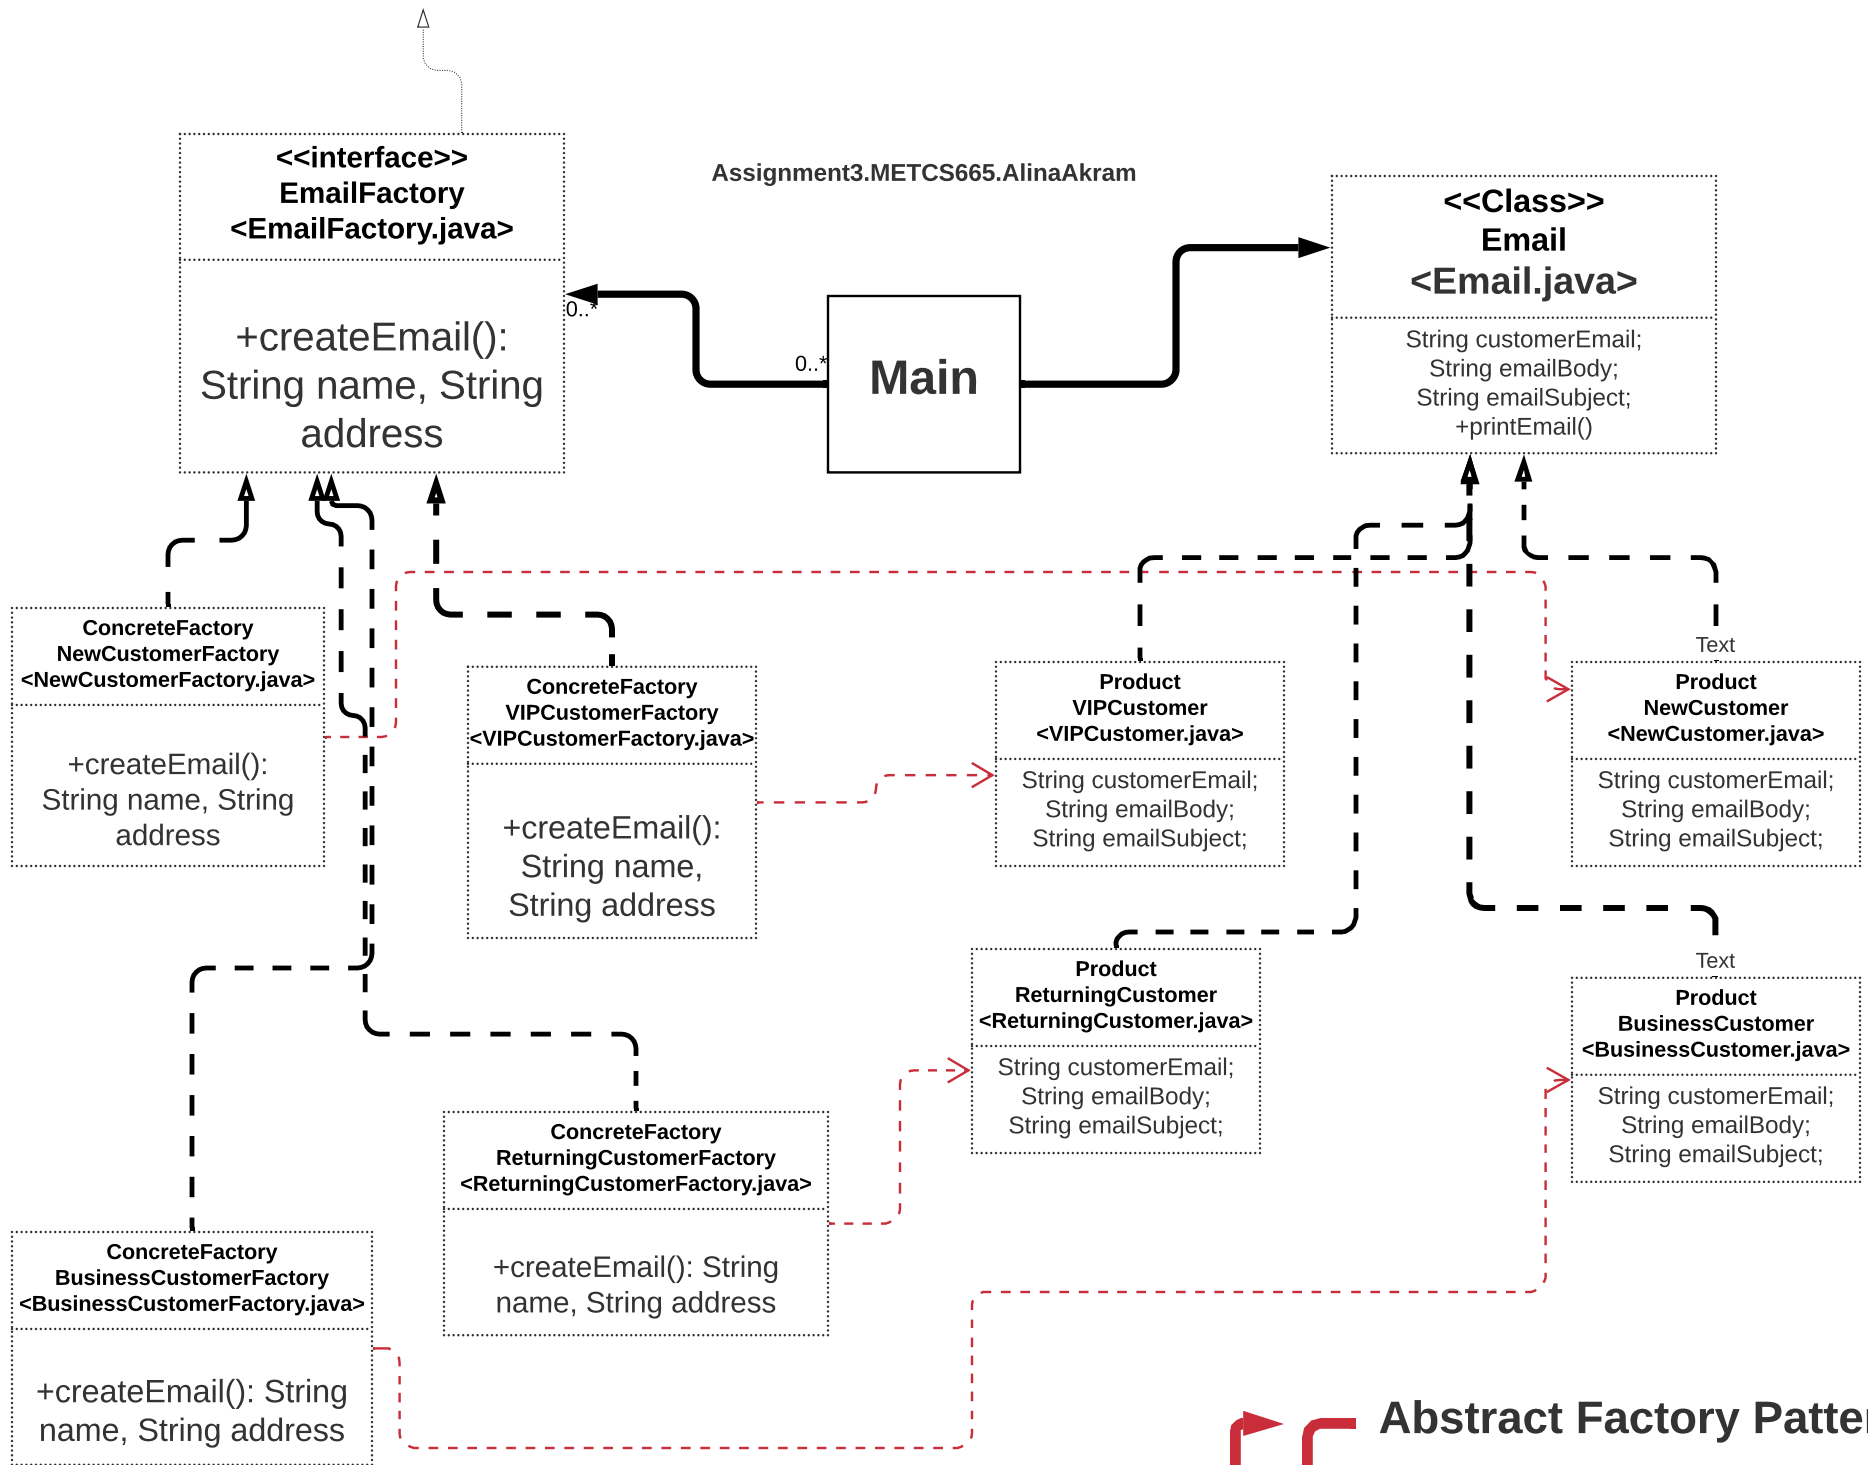 <<interface>>
EmailFactory
<EmailFactory.java>
+createEmail():
String name, String
address
Assignment3.METCS665.AlinaAkram
0..*
0..*
Main
<<Class>>
Email
<Email.java>
String customerEmail;
String emailBody;
String emailSubject;
+printEmail()
ConcreteFactory
NewCustomerFactory
<NewCustomerFactory.java>
+createEmail():
String name, String
address
ConcreteFactory
VIPCustomerFactory
<VIPCustomerFactory.java>
+createEmail():
String name,
String address
Product
VIPCustomer
<VIPCustomer.java>
String customerEmail;
String emailBody;
String emailSubject;
Text
Product
NewCustomer
<NewCustomer.java>
String customerEmail;
String emailBody;
String emailSubject;
Product
ReturningCustomer
<ReturningCustomer.java>
String customerEmail;
String emailBody;
String emailSubject;
Text
Product
BusinessCustomer
<BusinessCustomer.java>
String customerEmail;
String emailBody;
String emailSubject;
ConcreteFactory
ReturningCustomerFactory
<ReturningCustomerFactory.java>
+createEmail(): String
name, String address
ConcreteFactory
BusinessCustomerFactory
<BusinessCustomerFactory.java>
+createEmail(): String
name, String address
Abstract Factory